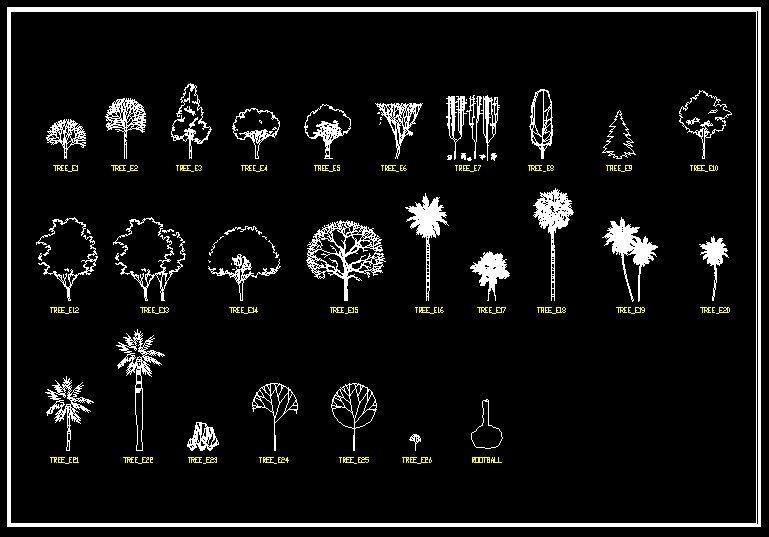 TREE_E1 TREE_E2 TREE_E3 TREE_E4 TREE_E5 TREE_E6 TREE_E7 TREE_E8 TREE_E9 TREE_E10
TREE_E12 TREE_E13 TREE_E14 TREE_E15 TREE_E16 TREE_E17 TREE_E18 TREE_E19 TREE_E20
TREE_E21 TREE_E22 TREE_E23 TREE_E24 TREE_E25 TREE_E26 ROOTBALL